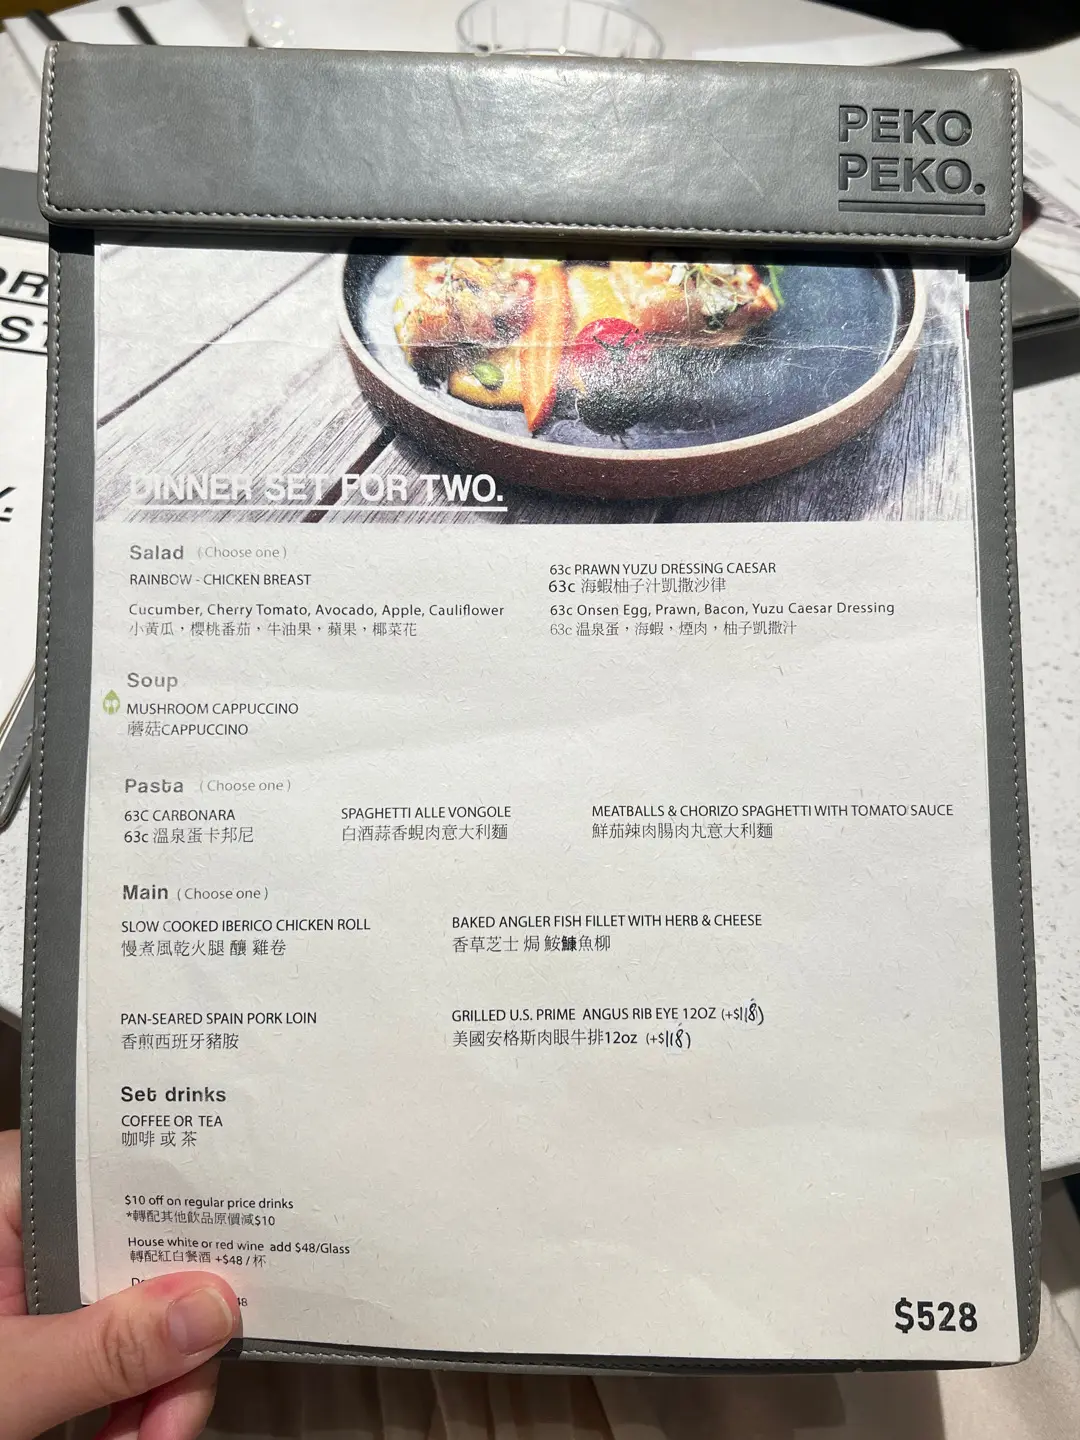 PEKO
PEKO.
DINNER SET FOR TWO.
Salad (Choose one)
RAINBOW - CHICKEN BREAST
Cucumber, Cherry Tomato, Avocado, Apple, Cauliflower
小黃瓜，櫻桃番茄，牛油果，蘋果，椰菜花
63c PRAWN YUZU DRESSING CAESAR
63c 海蝦柚子汁凱撒沙律
63c Onsen Egg, Prawn, Bacon, Yuzu Caesar Dressing
63c 溫泉蛋，海蝦，煙肉，柚子凱撒汁
Soup
MUSHROOM CAPPUCCINO
蘑菇CAPPUCCINO
Pasta (Choose one)
63C CARBONARA
63c 溫泉蛋卡邦尼
SPAGHETTI ALLE VONGOLE
白酒蒜香蜆肉意大利麵
MEATBALLS & CHORIZO SPAGHETTI WITH TOMATO SAUCE
鮮茄辣肉腸肉丸意大利麵
Main (Choose one)
SLOW COOKED IBERICO CHICKEN ROLL
慢煮風乾火腿 釀 雞卷
BAKED ANGLER FISH FILLET WITH HERB & CHEESE
香草芝士 焗 鮟鱇魚柳
PAN-SEARED SPAIN PORK LOIN
香煎西班牙豬胺
GRILLED U.S. PRIME ANGUS RIB EYE 12OZ (+$118)
美國安格斯肉眼牛排12oz (+$118)
Set drinks
COFFEE OR TEA
咖啡 或 茶
$10 off on regular price drinks
*轉配其他飲品原價減$10
House white or red wine add $48/Glass
轉配紅白餐酒 +$48 / 杯
$528